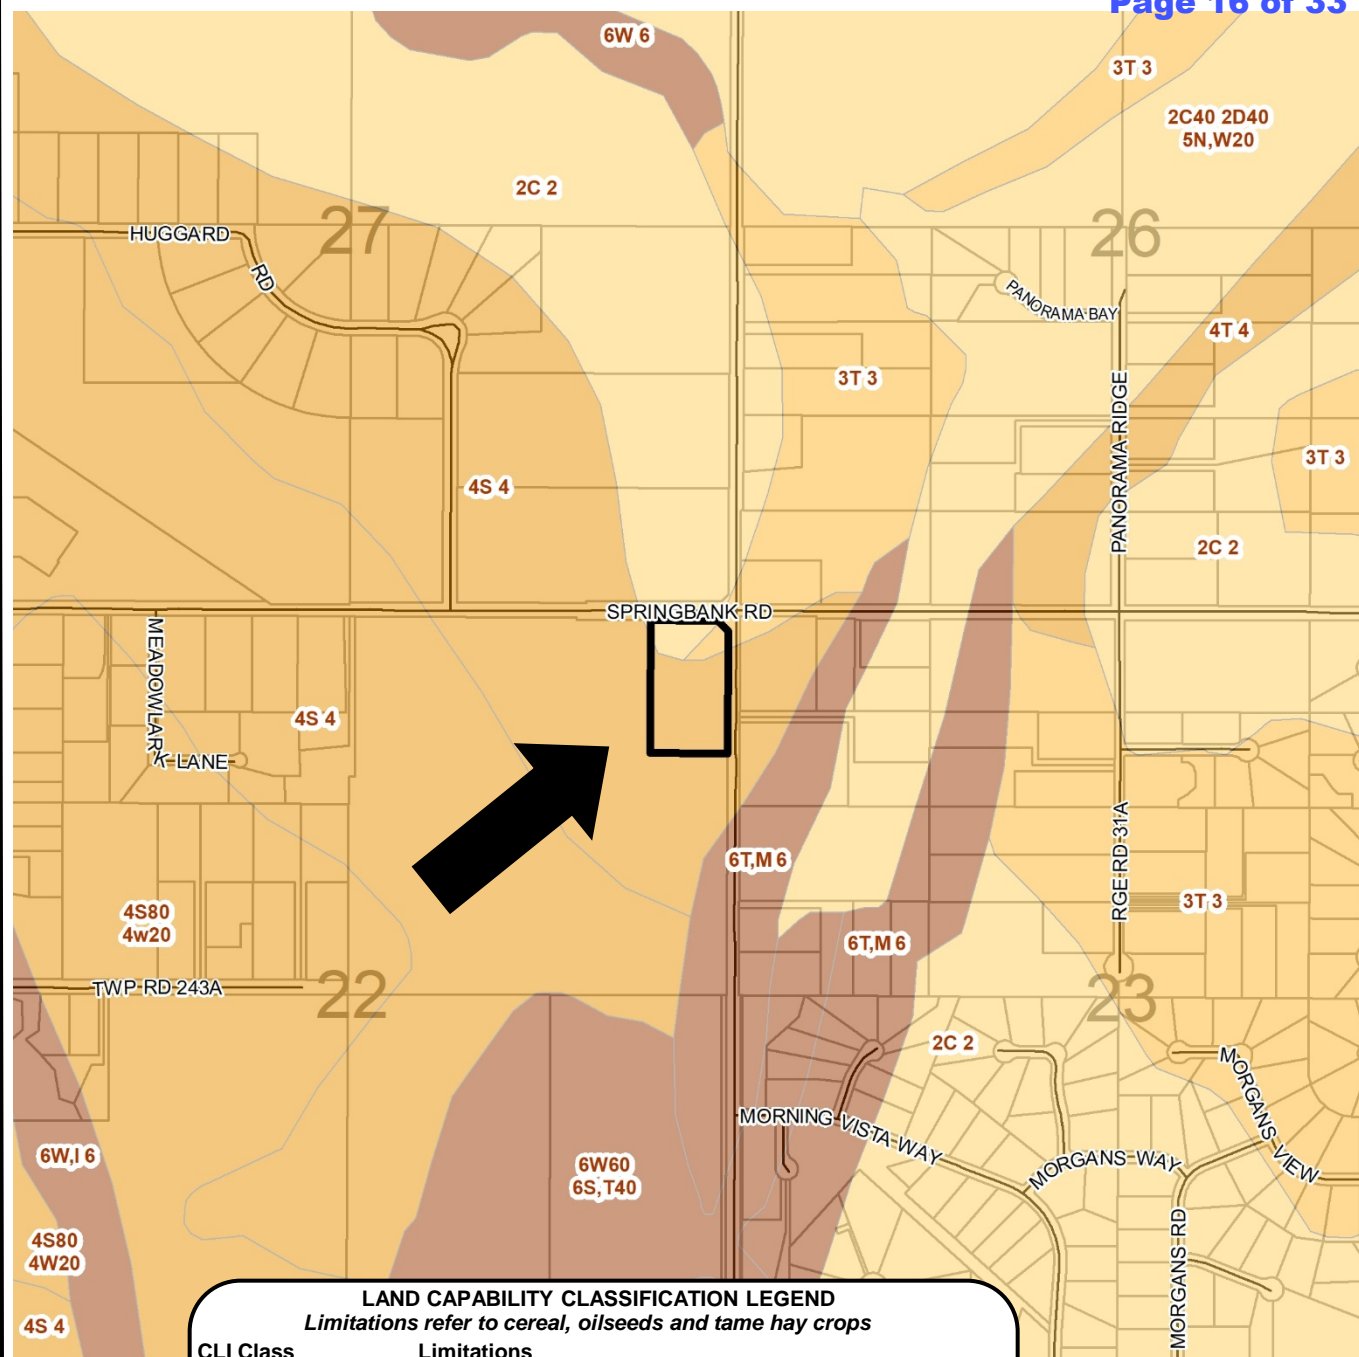 Page 16 of 33
6W 6
3T 3
2C40 2D40
5N,W20
2C 2
27
26
HUGGARD
RD
PANORAMA BAY
4T 4
3T 3
PANORAMA RIDGE
3T 3
4S 4
2C 2
SPRINGBANK RD
MEADOWLARK LANE
4S 4
RGE RD 31A
6T,M 6
3T 3
4S80
4w20
6T,M 6
TWP RD 243A
22
23
2C 2
MORGANS VIEW
MORNING VISTA WAY
MORGANS WAY
6W,I 6
6W60
6S,T40
MORGANS RD
4S80
4W20
4S 4
LAND CAPABILITY CLASSIFICATION LEGEND
Limitations refer to cereal, oilseeds and tame hay crops
CLI Class Limitations